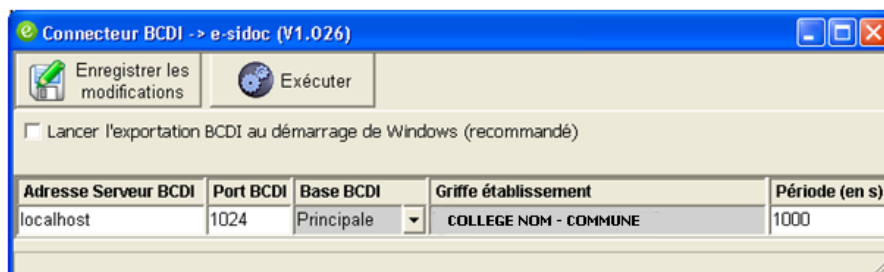 Connecteur BCDI -> e-sidoc (V1.026)
Enregistrer les
modifications
Exécuter
Lancer l'exportation BCDI au démarrage de Windows (recommandé)
Adresse Serveur BCDI Port BCDI Base BCDI Griffe établissement Période (en s)
localhost 1024 Principale COLLEGE NOM - COMMUNE 1000